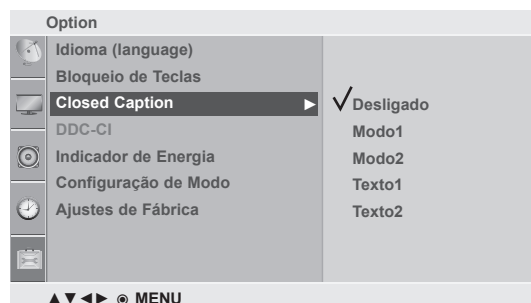 Option
Idioma (language)
Bloqueio de Teclas
Closed Caption ▶ ✓Desligado
DDC-CI Modo1
Indicador de Energia Modo2
Configuração de Modo Texto1
Ajustes de Fábrica Texto2
▲▼◀▶ ◉ MENU